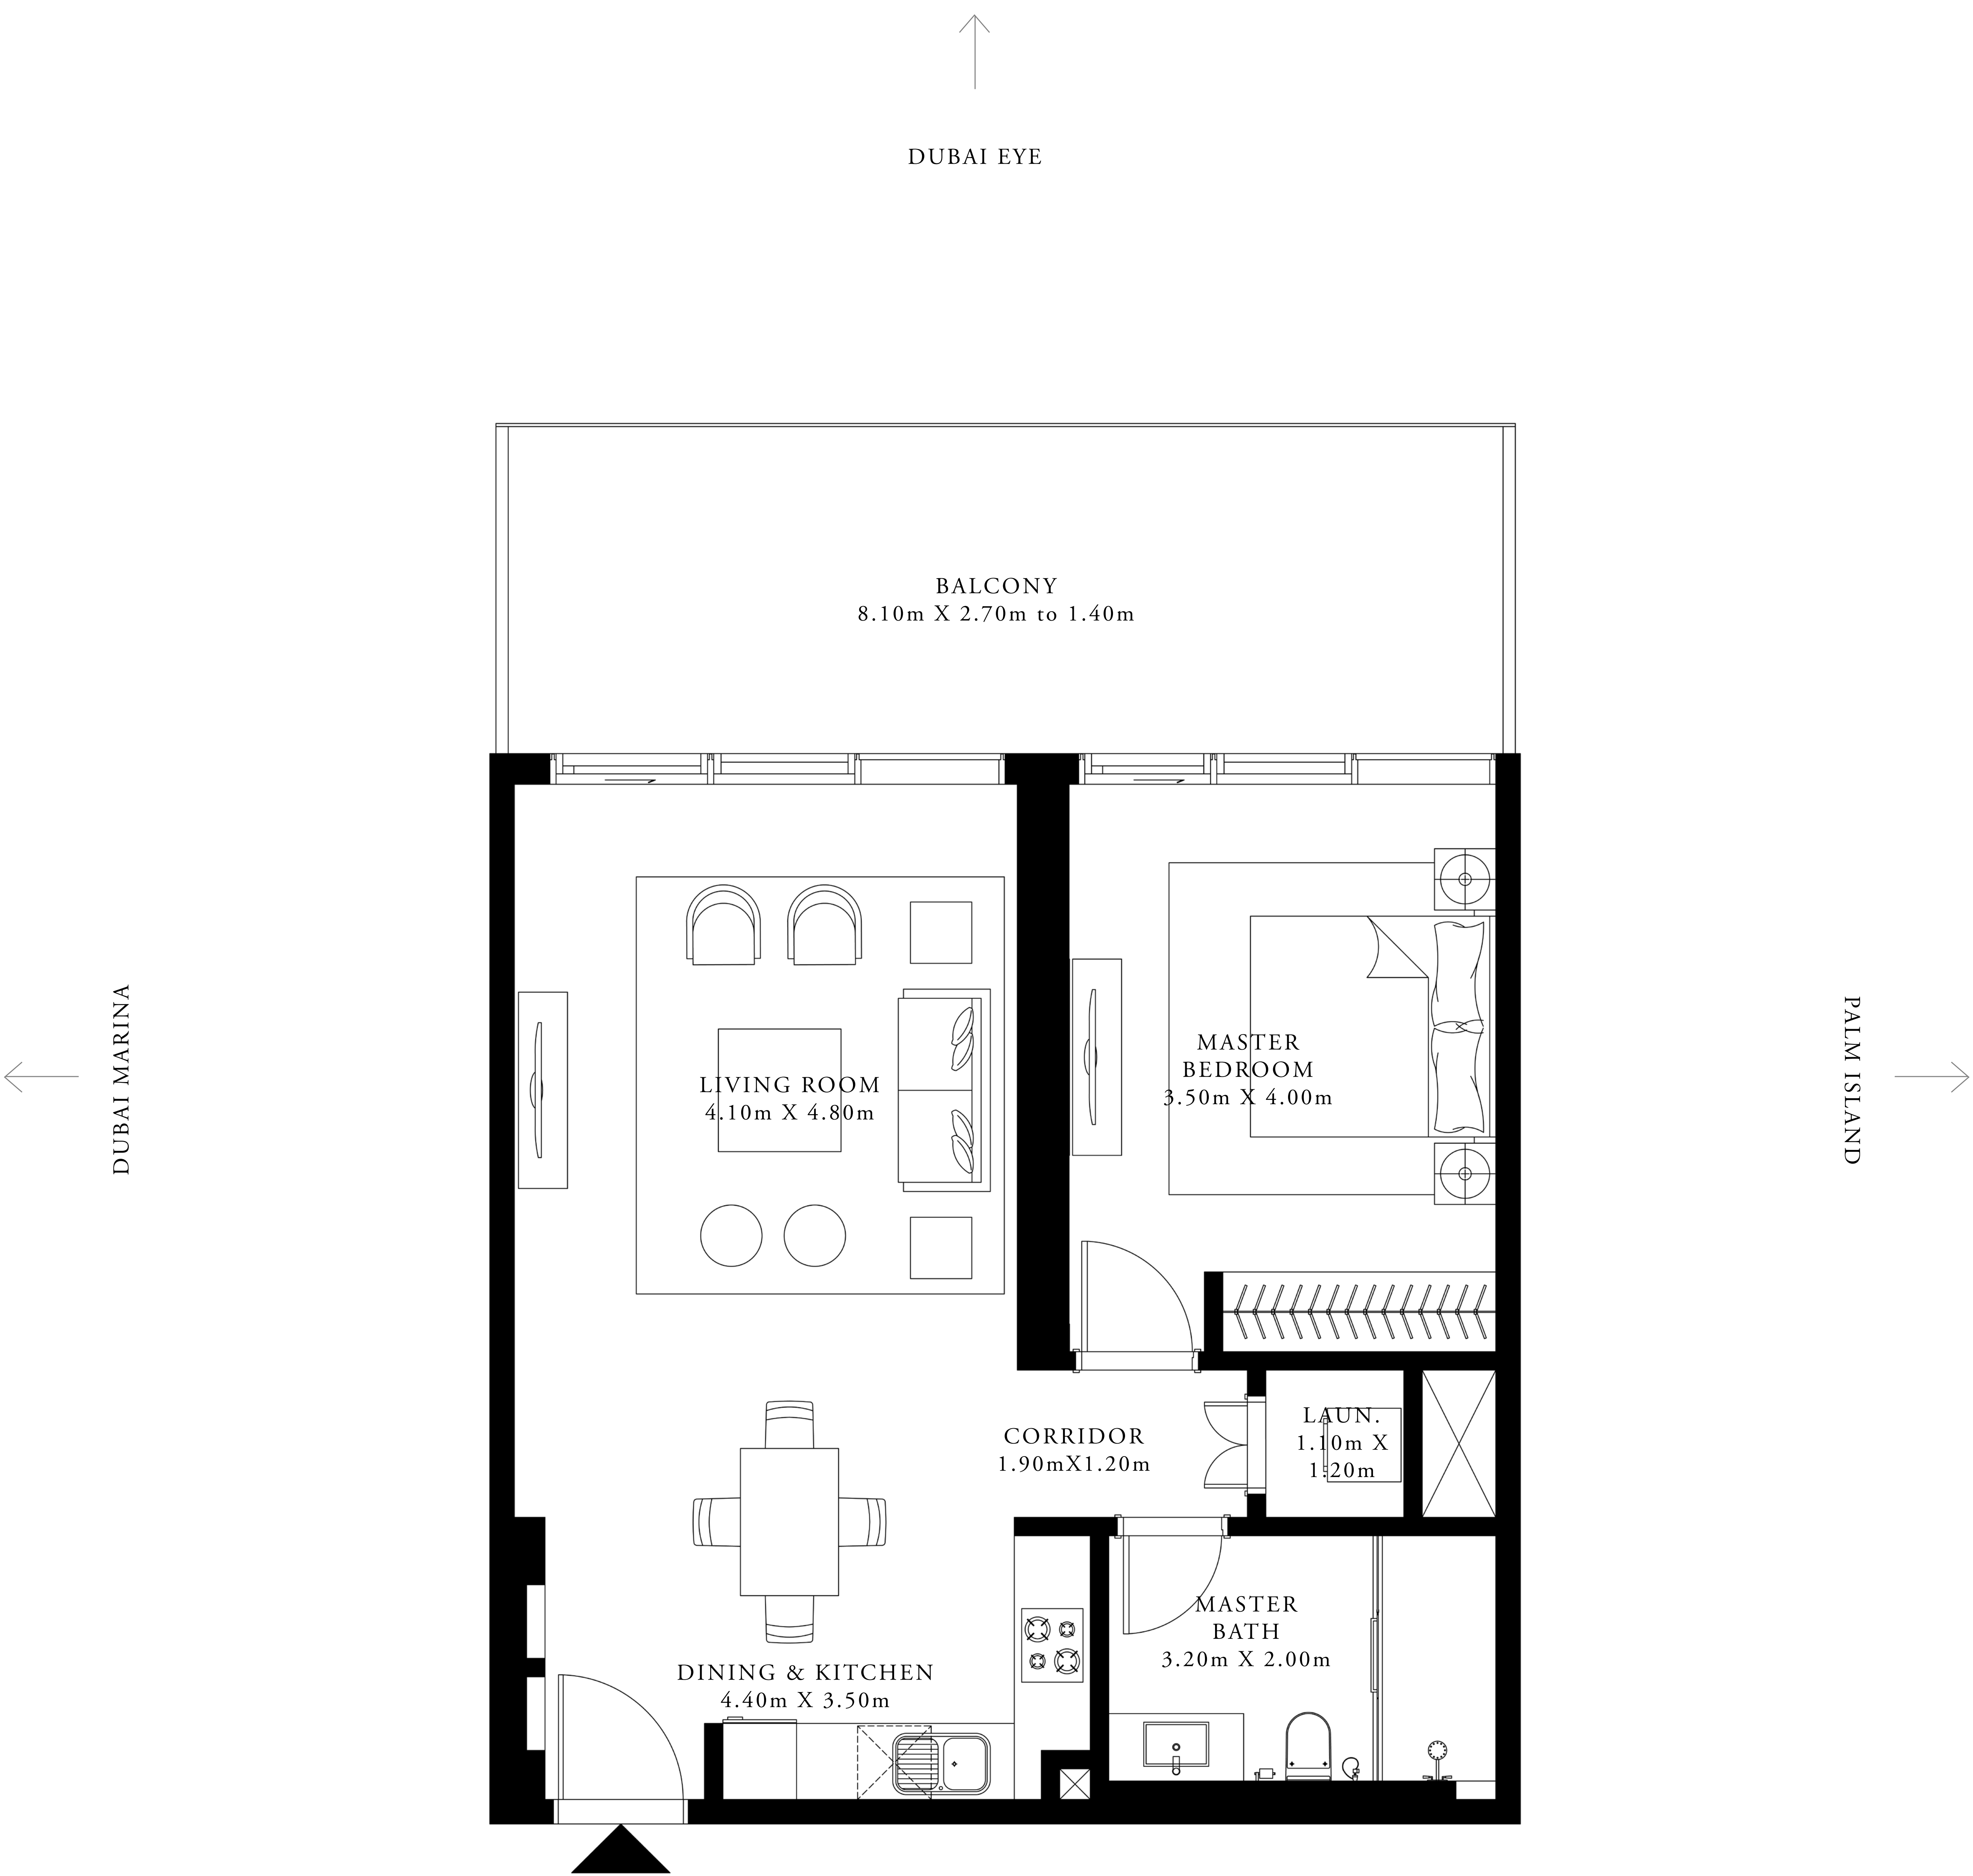 DUBAI EYE
BALCONY
8.10m X 2.70m to 1.40m
DUBAI MARINA
PALM ISLAND
MASTER
BEDROOM
3.50m X 4.00m
LIVING ROOM
4.10m X 4.80m
LAUN.
1.10m X
1.20m
CORRIDOR
1.90mX1.20m
MASTER
BATH
3.20m X 2.00m
DINING & KITCHEN
4.40m X 3.50m